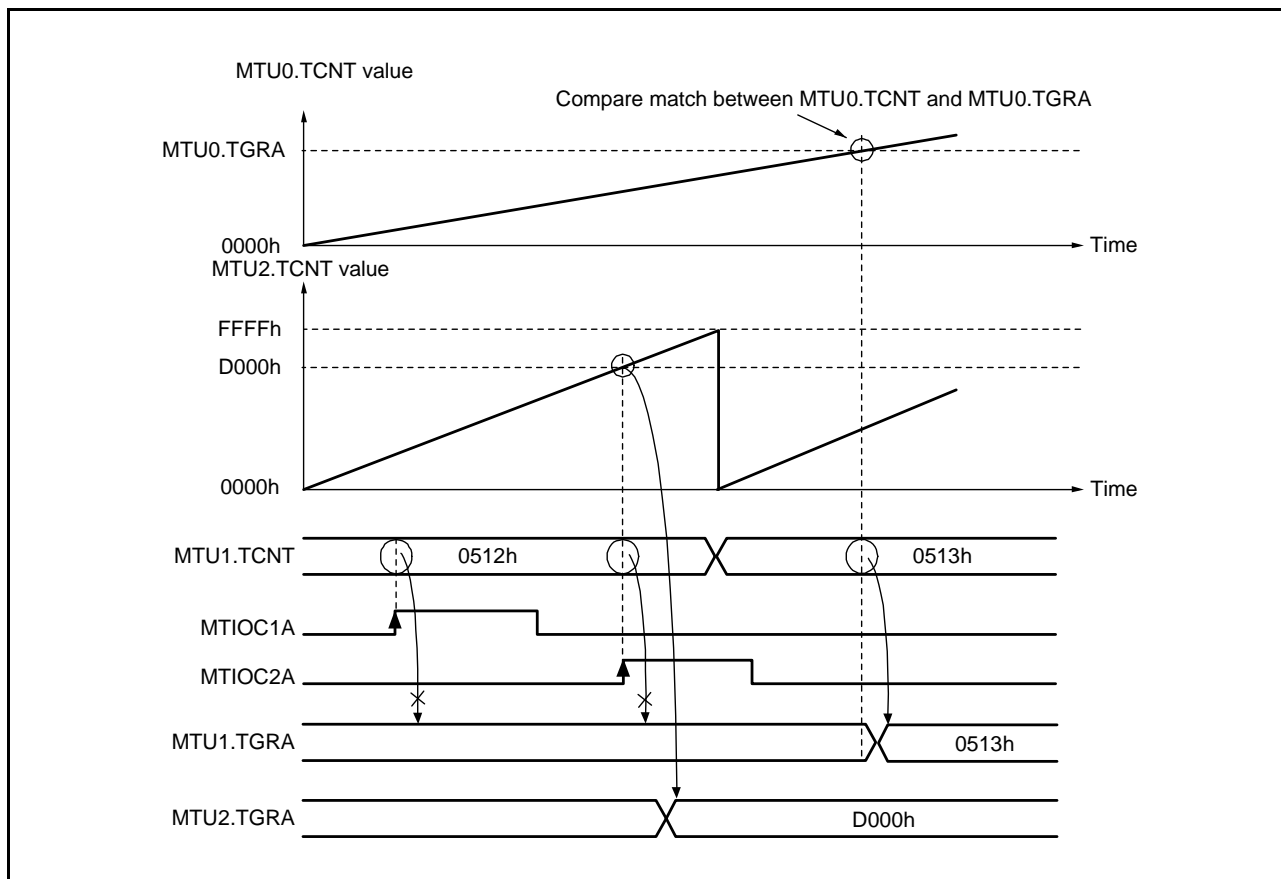 MTU0.TCNT value
Compare match between MTU0.TCNT and MTU0.TGRA
MTU0.TGRA
0000h
Time
MTU2.TCNT value
FFFFh
D000h
0000h
Time
MTU1.TCNT
0512h
0513h
MTIOC1A
MTIOC2A
MTU1.TGRA
0513h
MTU2.TGRA
D000h